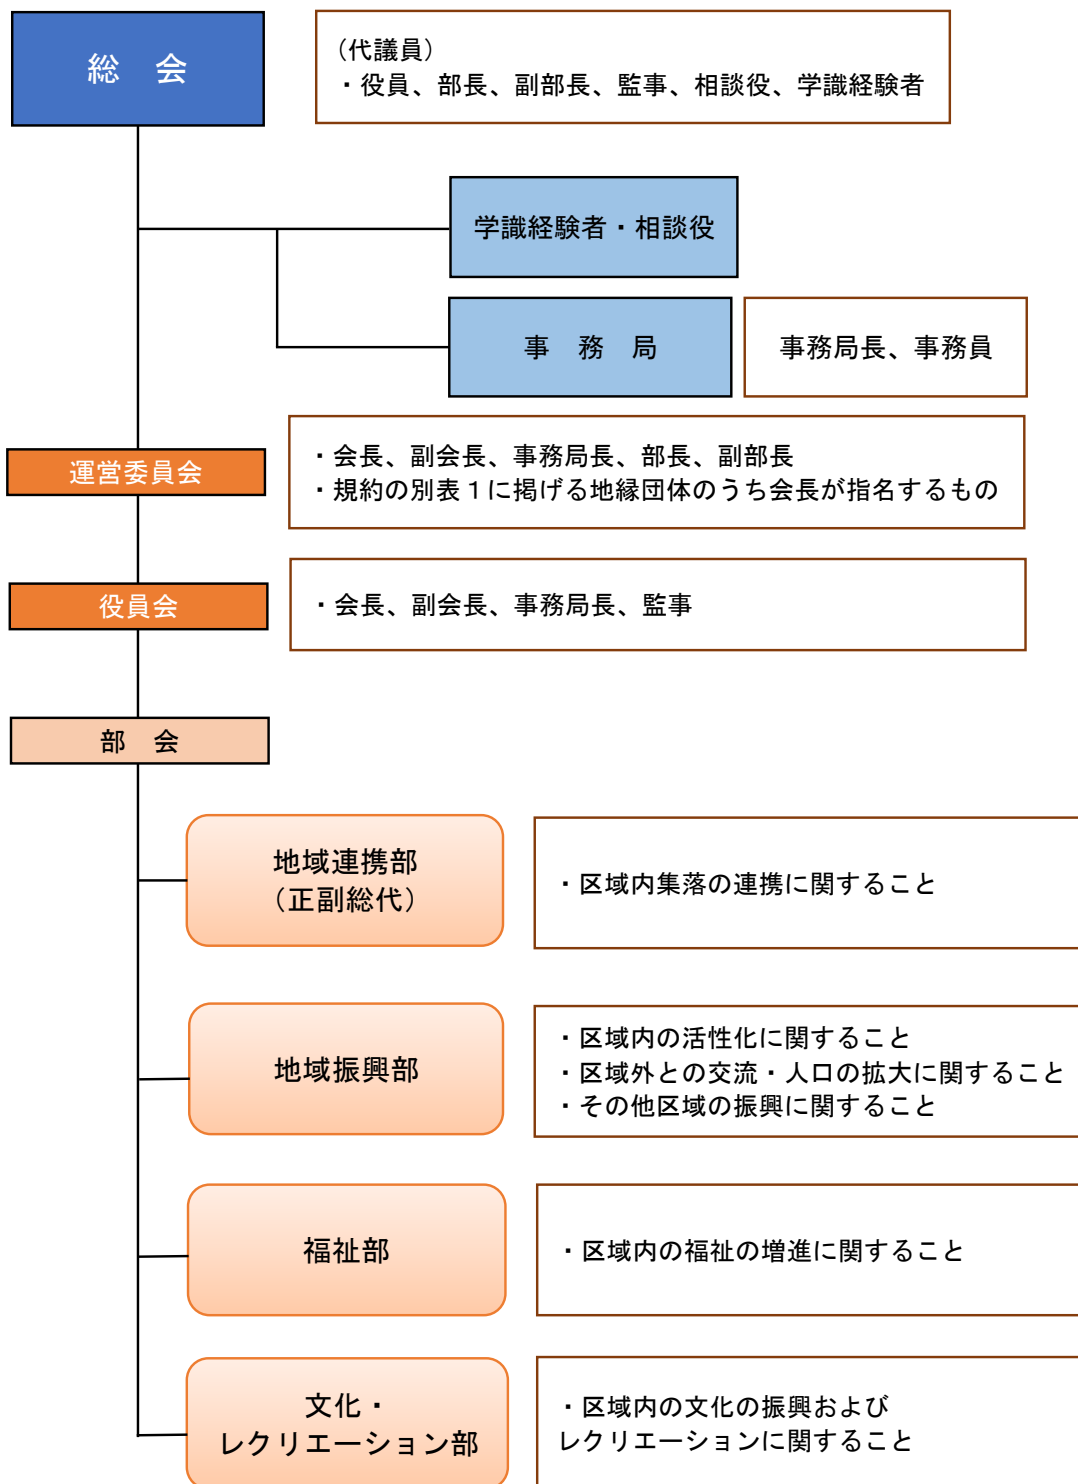 総　会
(代議員)
・役員、部長、副部長、監事、相談役、学識経験者
学識経験者・相談役
事　務　局
事務局長、事務員
運営委員会
・会長、副会長、事務局長、部長、副部長
・規約の別表１に掲げる地縁団体のうち会長が指名するもの
役員会
・会長、副会長、事務局長、監事
部　会
地域連携部
（正副総代）
・区域内集落の連携に関すること
地域振興部
・区域内の活性化に関すること
・区域外との交流・人口の拡大に関すること
・その他区域の振興に関すること
福祉部
・区域内の福祉の増進に関すること
文化・
レクリエーション部
・区域内の文化の振興および
レクリエーションに関すること